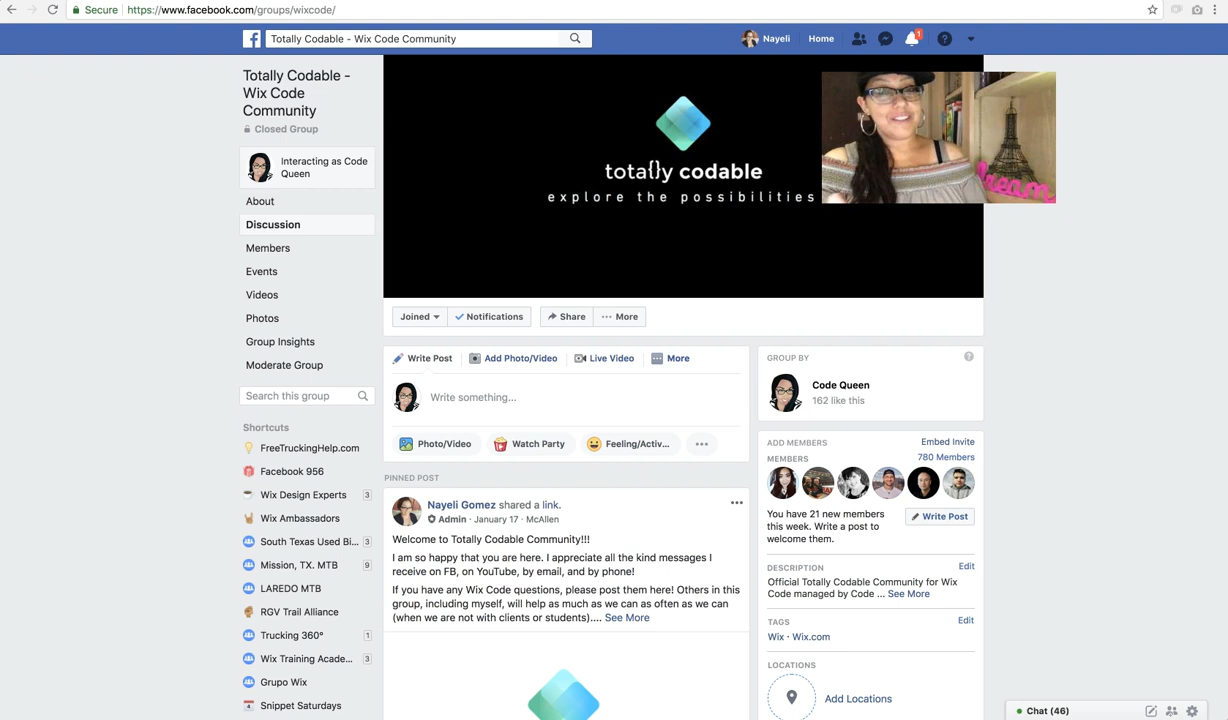 Secure https://www.facebook.com/groups/wixcode/
Totally Codable - Wix Code Community
Nayeli
Home
1
Totally Codable -
Wix Code
Community
Closed Group
Interacting as Code
Queen
About
Discussion
Members
Events
Videos
Photos
Group Insights
Moderate Group
Search this group
Shortcuts
FreeTruckingHelp.com
Facebook 956
Wix Design Experts 3
Wix Ambassadors
South Texas Used Bi... 3
Mission, TX. MTB 9
LAREDO MTB
RGV Trail Alliance
Trucking 360° 1
Wix Training Acade... 3
Grupo Wix
Snippet Saturdays
tota{}y codable
explore the possibilities
dream
Joined
Notifications
Share
More
Write Post
Add Photo/Video
Live Video
More
Write something...
Photo/Video
Watch Party
Feeling/Activ...
PINNED POST
Nayeli Gomez shared a link.
Admin · January 17 · McAllen
Welcome to Totally Codable Community!!!
I am so happy that you are here. I appreciate all the kind messages I
receive on FB, on YouTube, by email, and by phone!
If you have any Wix Code questions, please post them here! Others in this
group, including myself, will help as much as we can as often as we can
(when we are not with clients or students).... See More
GROUP BY
Code Queen
162 like this
ADD MEMBERS Embed Invite
MEMBERS 780 Members
You have 21 new members
this week. Write a post to
welcome them.
Write Post
DESCRIPTION Edit
Official Totally Codable Community for Wix
Code managed by Code ... See More
TAGS Edit
Wix · Wix.com
LOCATIONS
Add Locations
Chat (46)